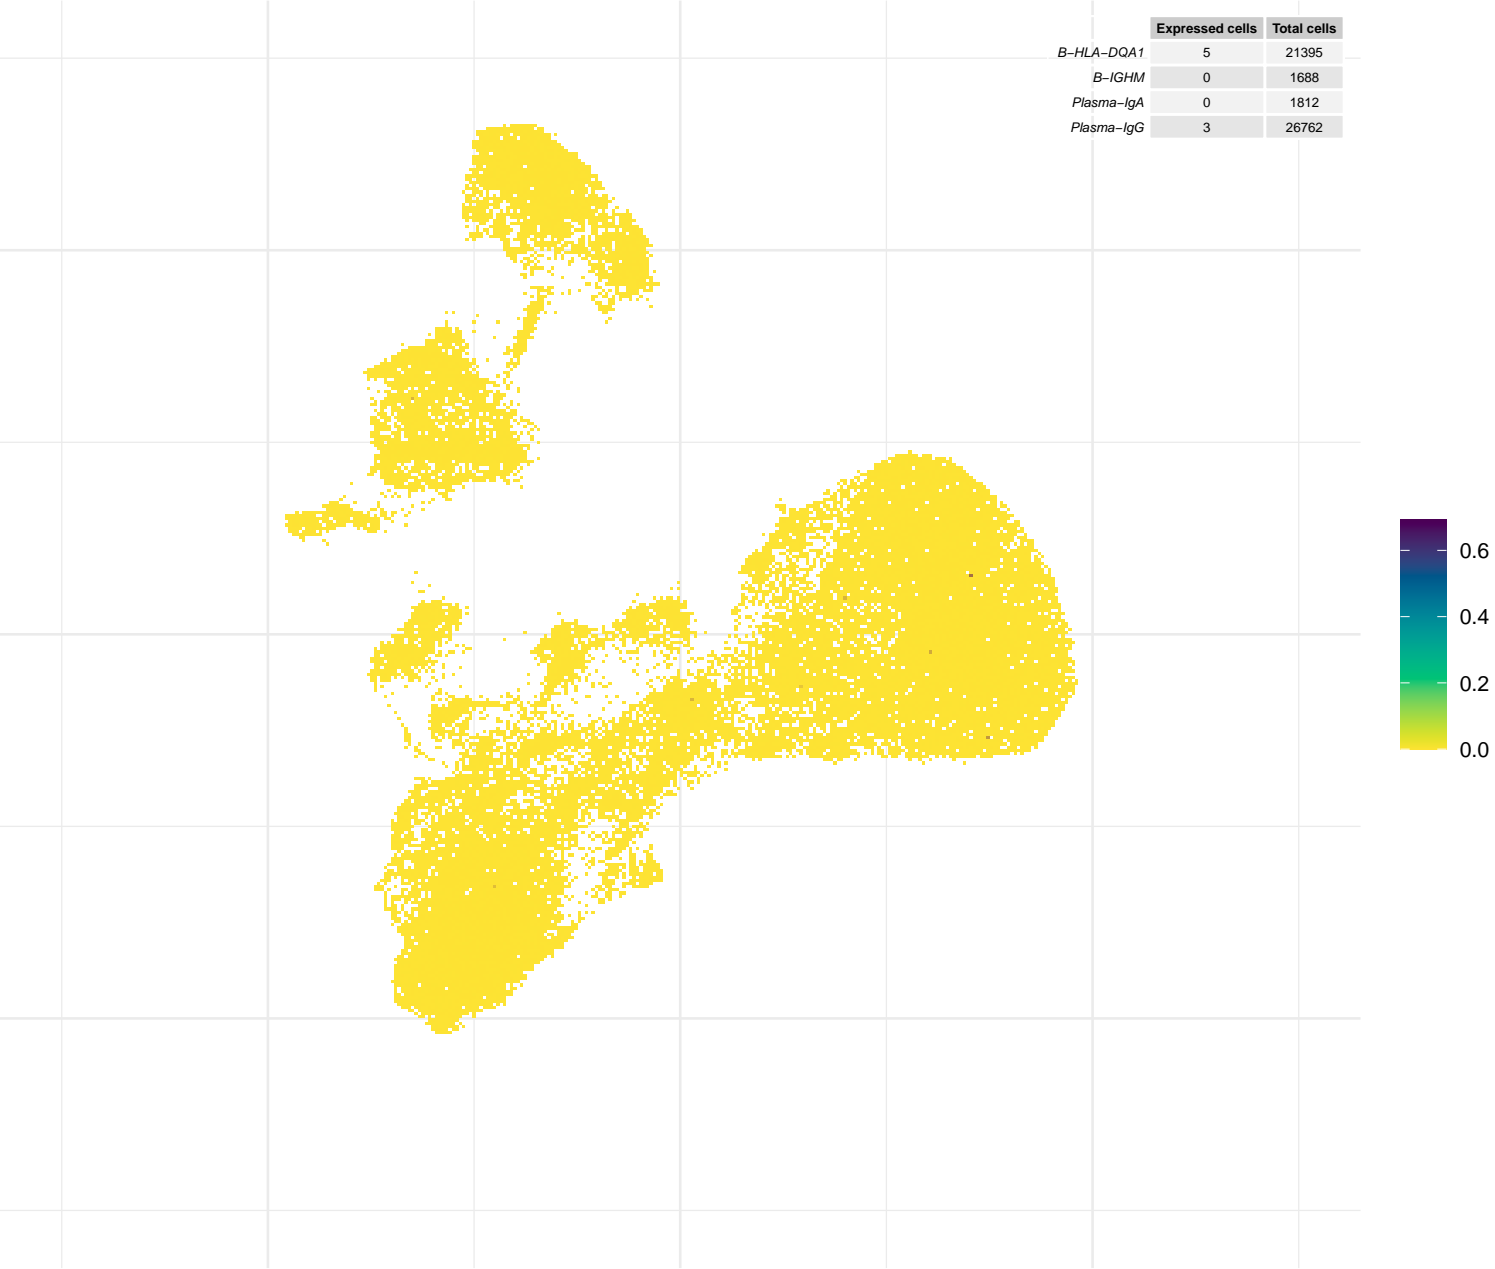 Expressed cells Total cells
B−HLA−DQA1 5 21395
B−IGHM 0 1688
Plasma−IgA 0 1812
Plasma−IgG 3 26762
0.6
0.4
0.2
0.0